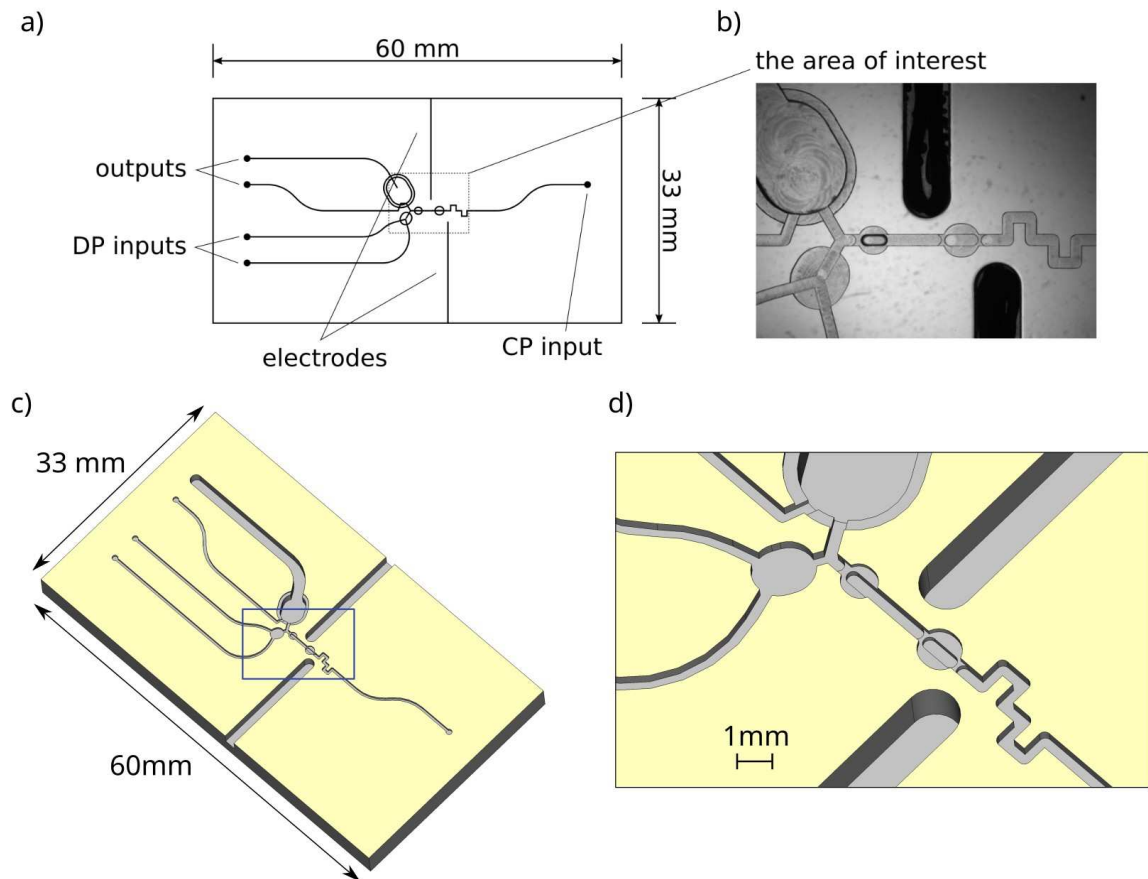 a)
60 mm
b)
the area of interest
outputs
33 mm
DP inputs
electrodes
CP input
c)
33 mm
60mm
d)
1mm